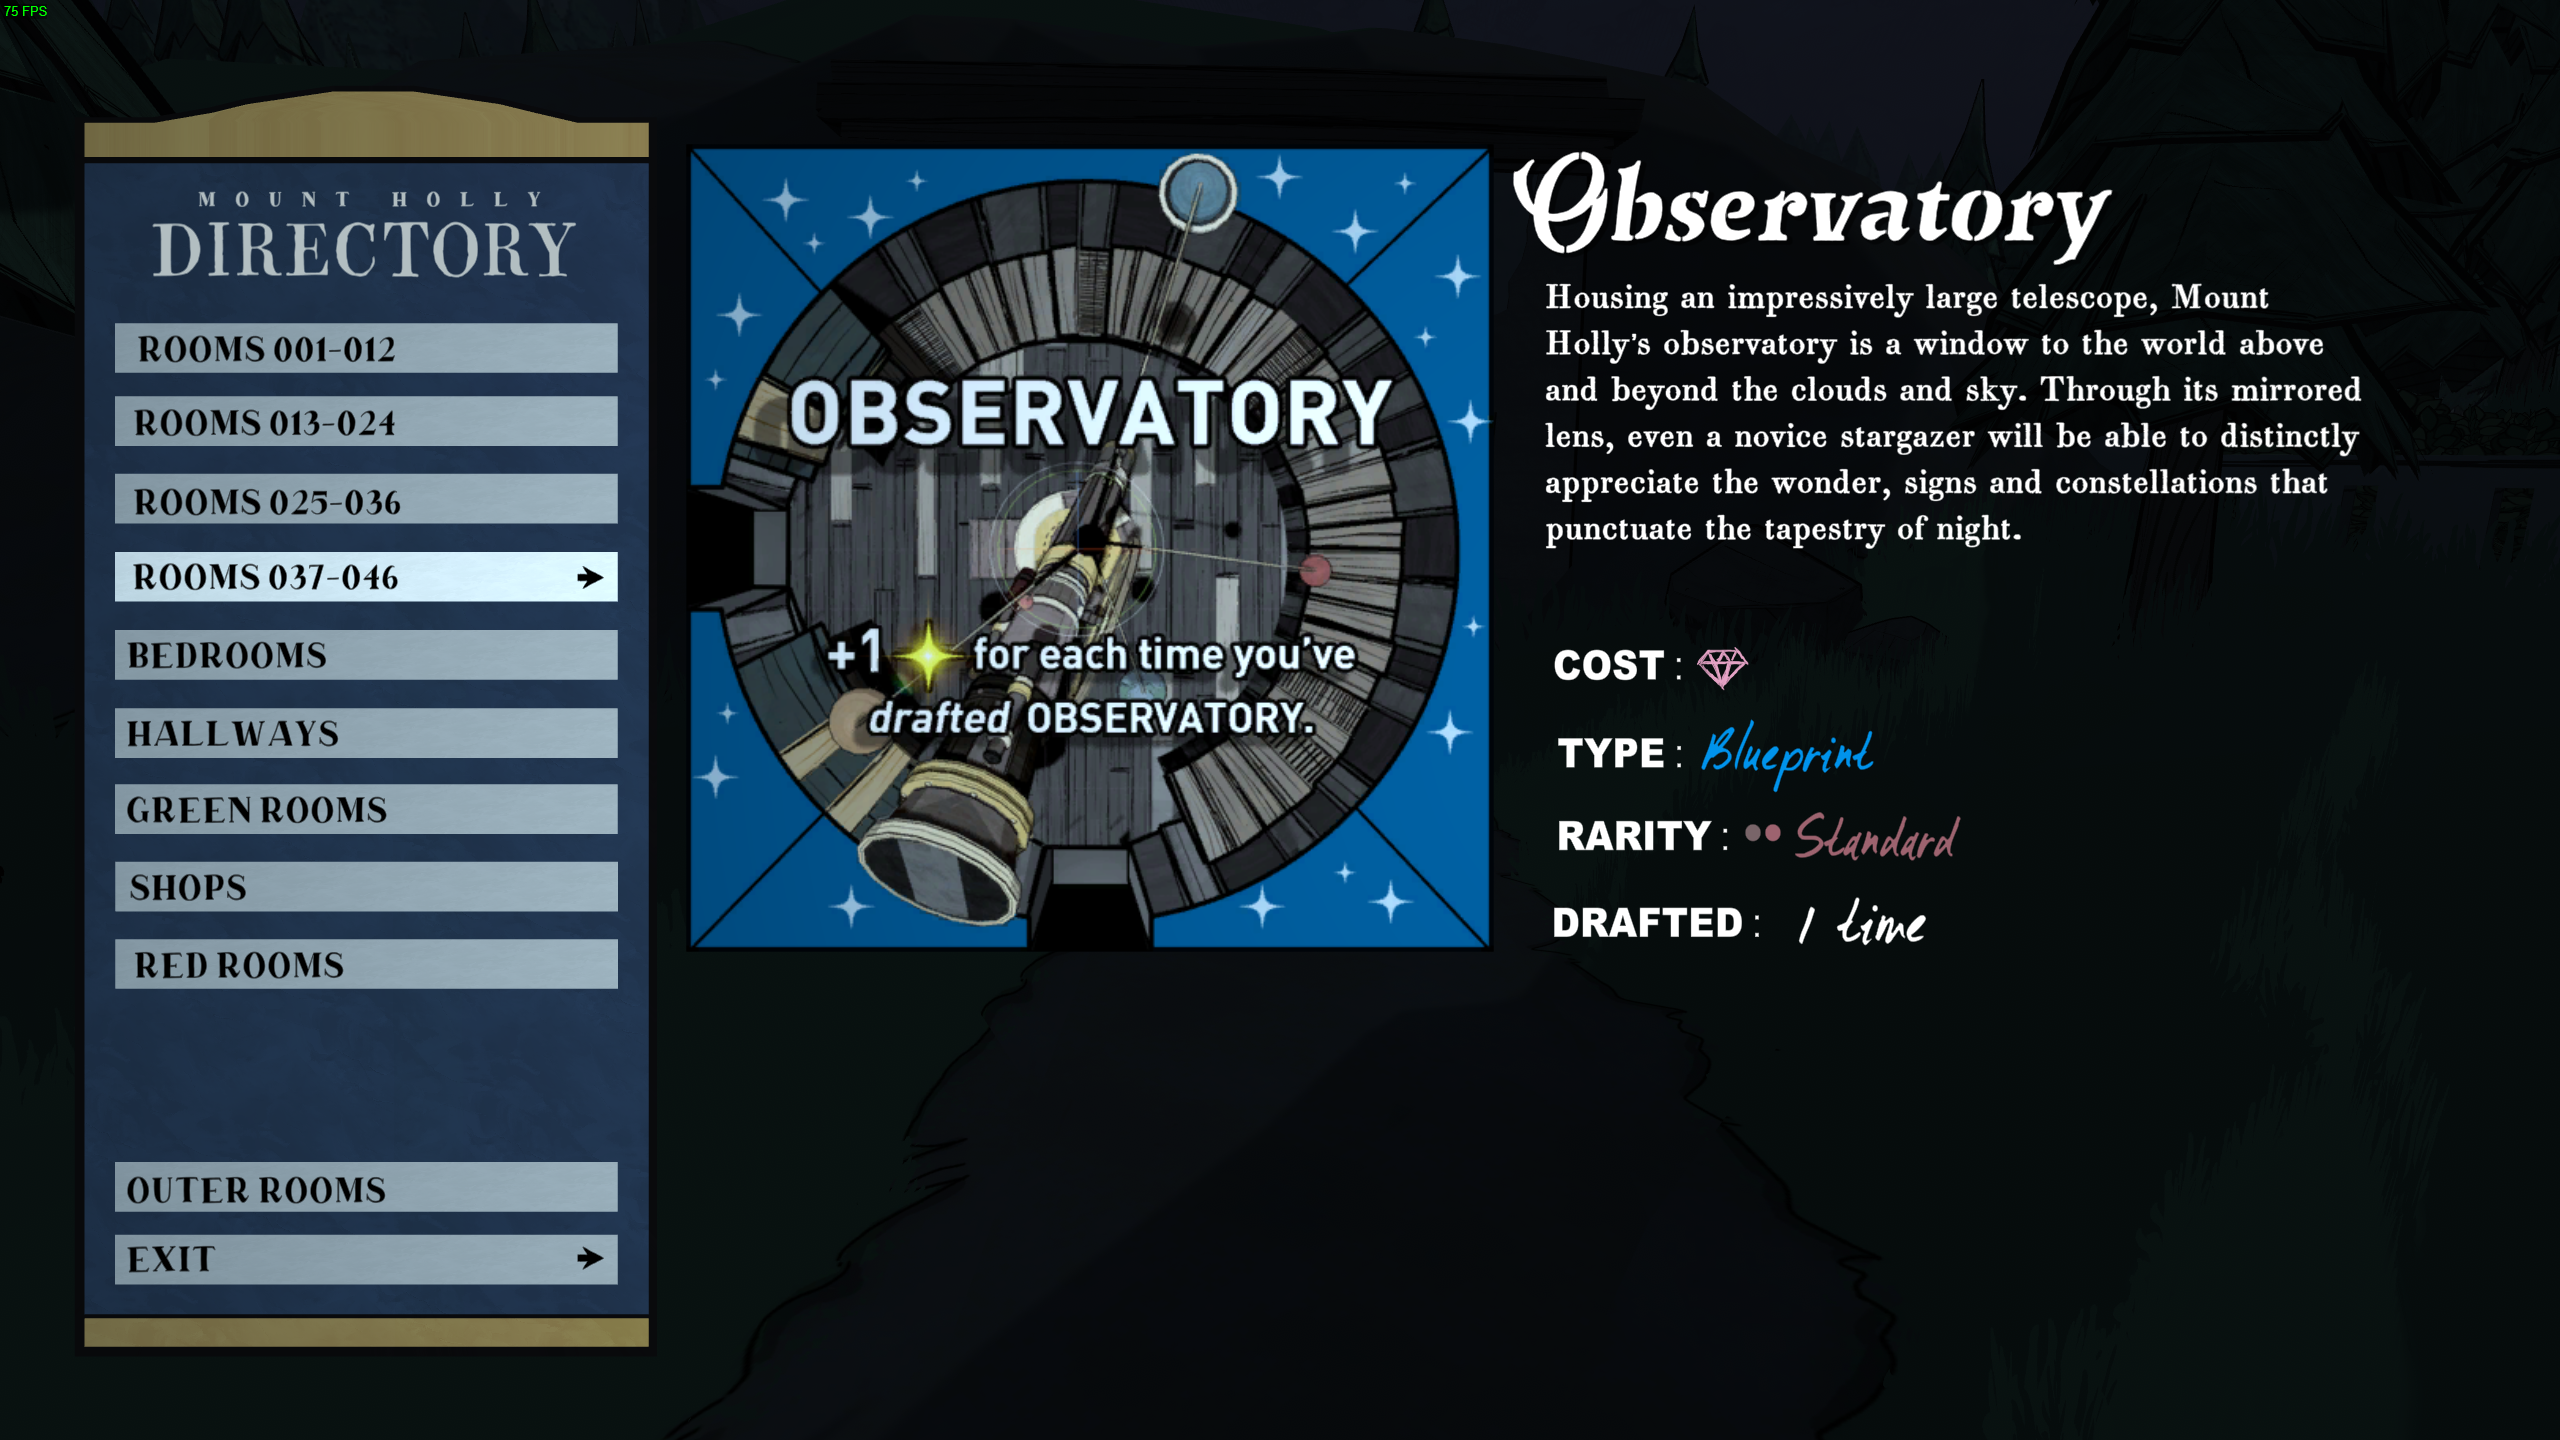 75 FPS
MOUNT HOLLY
DIRECTORY
ROOMS 001-012
ROOMS 013-024
ROOMS 025-036
ROOMS 037-046
BEDROOMS
HALLWAYS
GREEN ROOMS
SHOPS
RED ROOMS
OUTER ROOMS
EXIT
OBSERVATORY
+1 for each time you've
drafted OBSERVATORY.
Observatory
Housing an impressively large telescope, Mount
Holly's observatory is a window to the world above
and beyond the clouds and sky. Through its mirrored
lens, even a novice stargazer will be able to distinctly
appreciate the wonder, signs and constellations that
punctuate the tapestry of night.
COST :
TYPE : Blueprint
RARITY : Standard
DRAFTED : 1 time